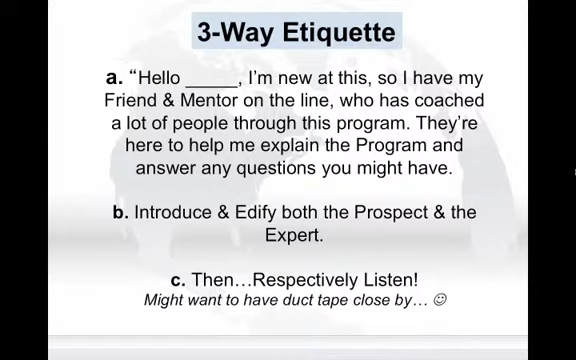 3-Way Etiquette
a. “Hello _____, I’m new at this, so I have my
Friend & Mentor on the line, who has coached
a lot of people through this program. They’re
here to help me explain the Program and
answer any questions you might have.
b. Introduce & Edify both the Prospect & the
Expert.
c. Then…Respectively Listen!
Might want to have duct tape close by… ☺